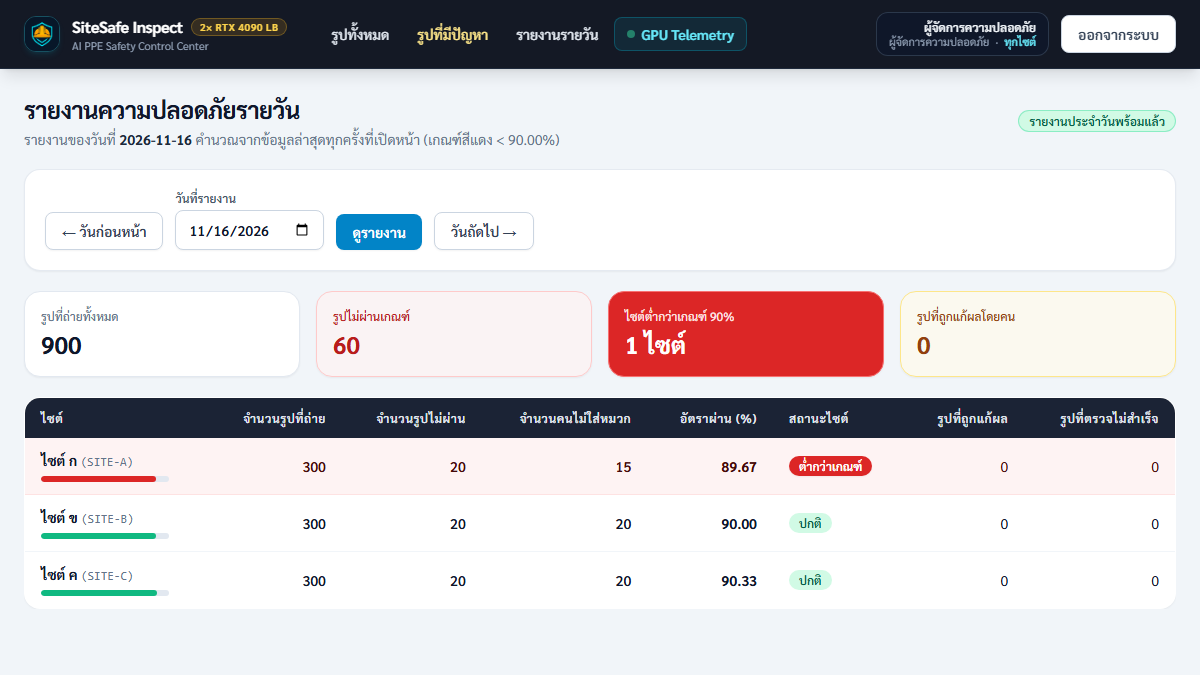 SiteSafe Inspect
2x RTX 4090 LB
AI PPE Safety Control Center
รูปทั้งหมด
รูปที่มีปัญหา
รายงานรายวัน
GPU Telemetry
ผู้จัดการความปลอดภัย
ผู้จัดการความปลอดภัย · ทุกไซต์
ออกจากระบบ
รายงานความปลอดภัยรายวัน
รายงานของวันที่ 2026-11-16 คำนวณจากข้อมูลล่าสุดทุกครั้งที่เปิดหน้า (เกณฑ์สีแดง < 90.00%)
รายงานประจำวันพร้อมแล้ว
วันที่รายงาน
← วันก่อนหน้า
11/16/2026
ดูรายงาน
วันถัดไป →
รูปที่ถ่ายทั้งหมด
900
รูปไม่ผ่านเกณฑ์
60
ไซต์ต่ำกว่าเกณฑ์ 90%
1 ไซต์
รูปที่ถูกแก้ผลโดยคน
0
ไซต์ จำนวนรูปที่ถ่าย จำนวนรูปไม่ผ่าน จำนวนคนไม่ใส่หมวก อัตราผ่าน (%) สถานะไซต์ รูปที่ถูกแก้ผล รูปที่ตรวจไม่สำเร็จ
ไซต์ ก (SITE-A) 300 20 15 89.67 ต่ำกว่าเกณฑ์ 0 0
ไซต์ ข (SITE-B) 300 20 20 90.00 ปกติ 0 0
ไซต์ ค (SITE-C) 300 20 20 90.33 ปกติ 0 0